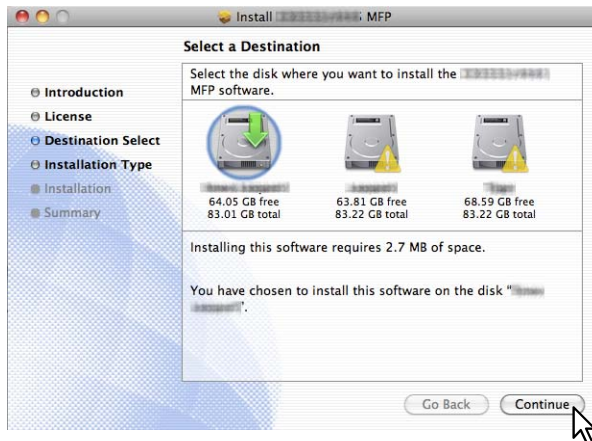 Install MFP
Select a Destination
Introduction
License
Destination Select
Installation Type
Installation
Summary
Select the disk where you want to install the
MFP software.
64.05 GB free
83.01 GB total
63.81 GB free
83.22 GB total
68.59 GB free
83.22 GB total
Installing this software requires 2.7 MB of space.
You have chosen to install this software on the disk "
".
Go Back
Continue